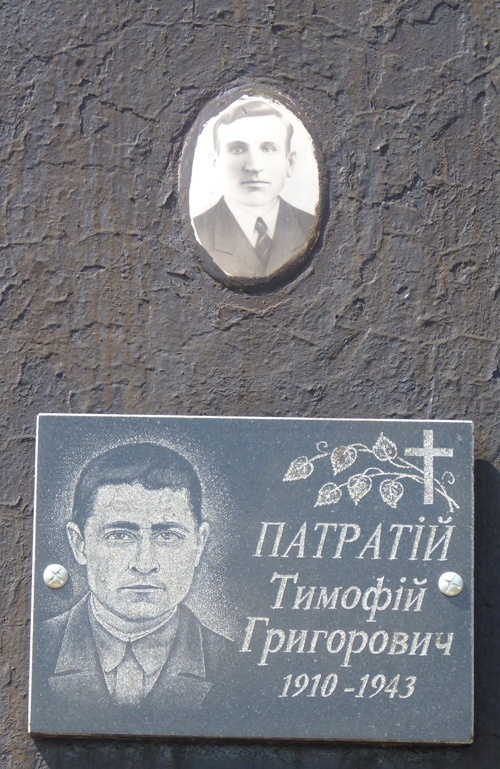 ПАТРАТІЙ
Тимофій
Григорович
1910-1943